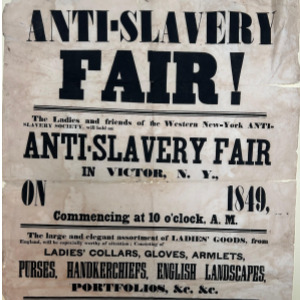 ANTI-SLAVERY
FAIR!
The Ladies and friends of the Western New-York ANTI-
SLAVERY SOCIETY, will hold an
ANTI-SLAVERY FAIR
IN VICTOR, N. Y.,
ON 1849,
Commencing at 10 o'clock, A. M.
The large and elegant assortment of LADIES' GOODS, from
England, will be especially worthy of attention; Consisting of
LADIES' COLLARS, GLOVES, ARMLETS,
PURSES, HANDKERCHIEFS, ENGLISH LANDSCAPES,
PORTFOLIOS, &c. &c.